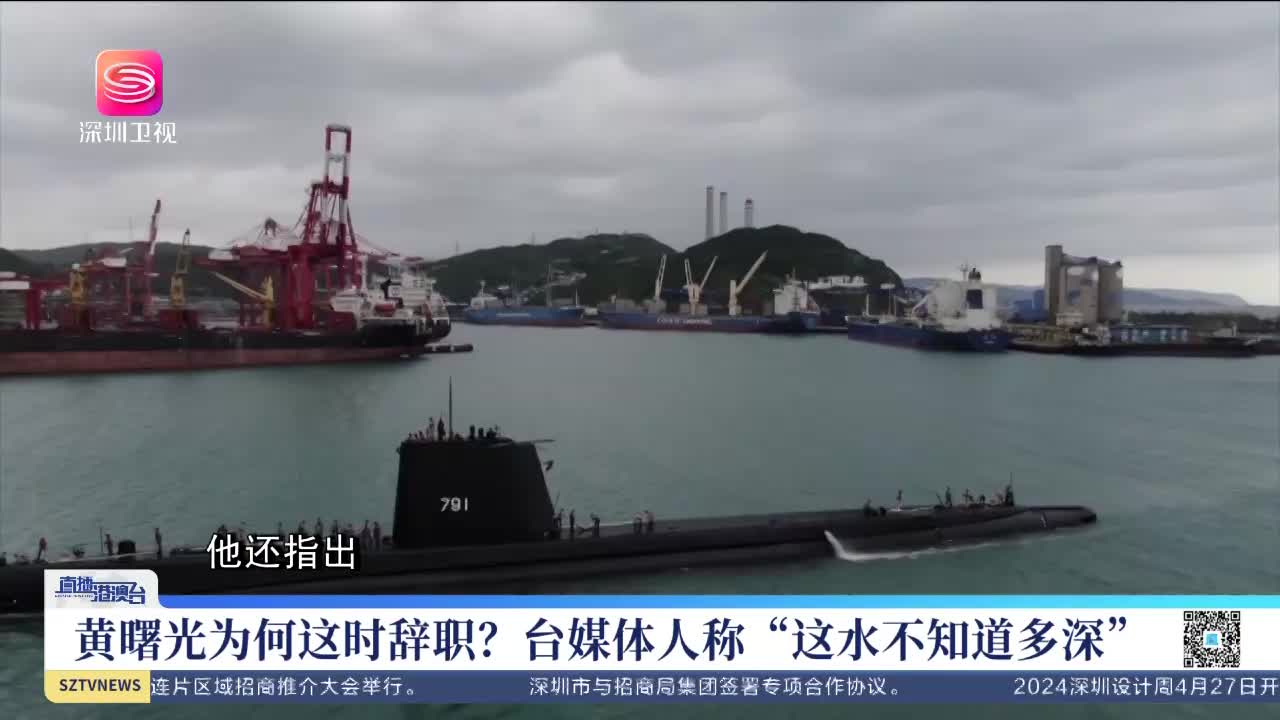 深圳卫视
791
他还指出
直播港澳台
黄曙光为何这时辞职？台媒体人称“这水不知道多深”
SZTVNEWS
连片区域招商推介大会举行。 深圳市与招商局集团签署专项合作协议。 2024深圳设计周4月27日开